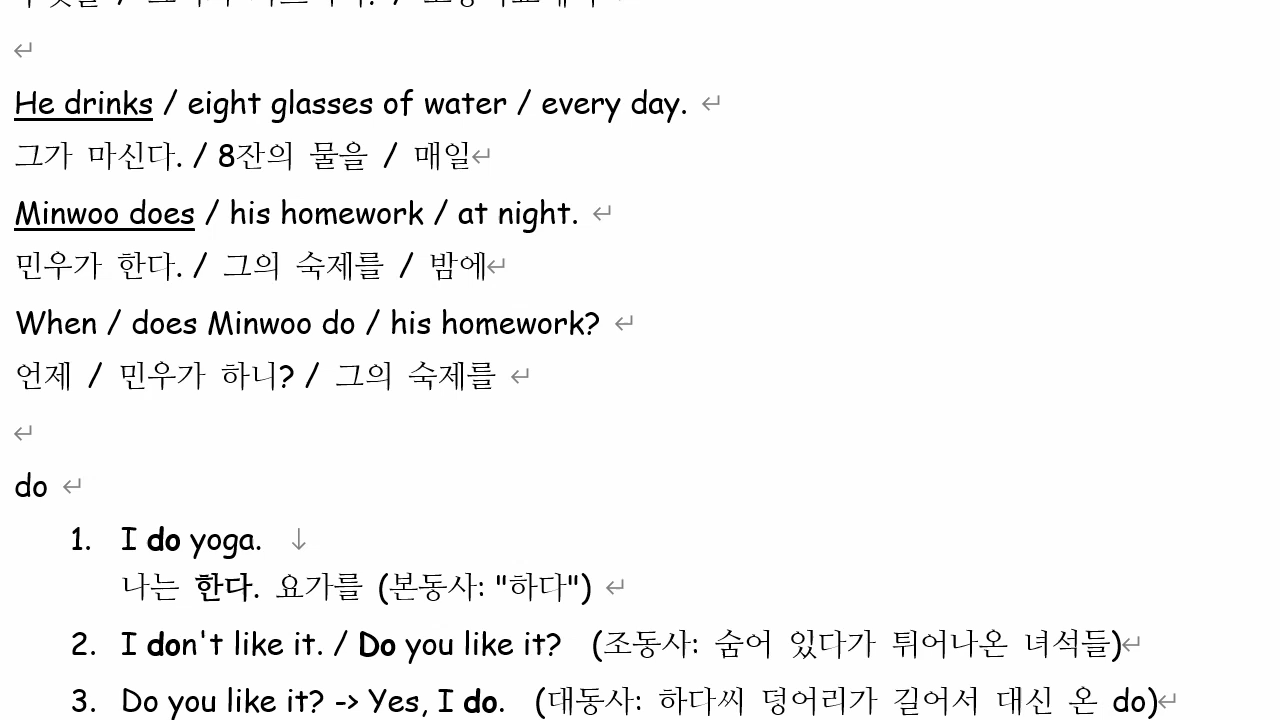 He drinks / eight glasses of water / every day. ↵
그가 마신다. / 8잔의 물을 / 매일↵
Minwoo does / his homework / at night. ↵
민우가 한다. / 그의 숙제를 / 밤에↵
When / does Minwoo do / his homework? ↵
언제 / 민우가 하니? / 그의 숙제를 ↵
do ↵
1. I do yoga. ↓
나는 한다. 요가를 (본동사: "하다") ↵
2. I don't like it. / Do you like it? (조동사: 숨어 있다가 튀어나온 녀석들)↵
3. Do you like it? -> Yes, I do. (대동사: 하다씨 덩어리가 길어서 대신 온 do)↵